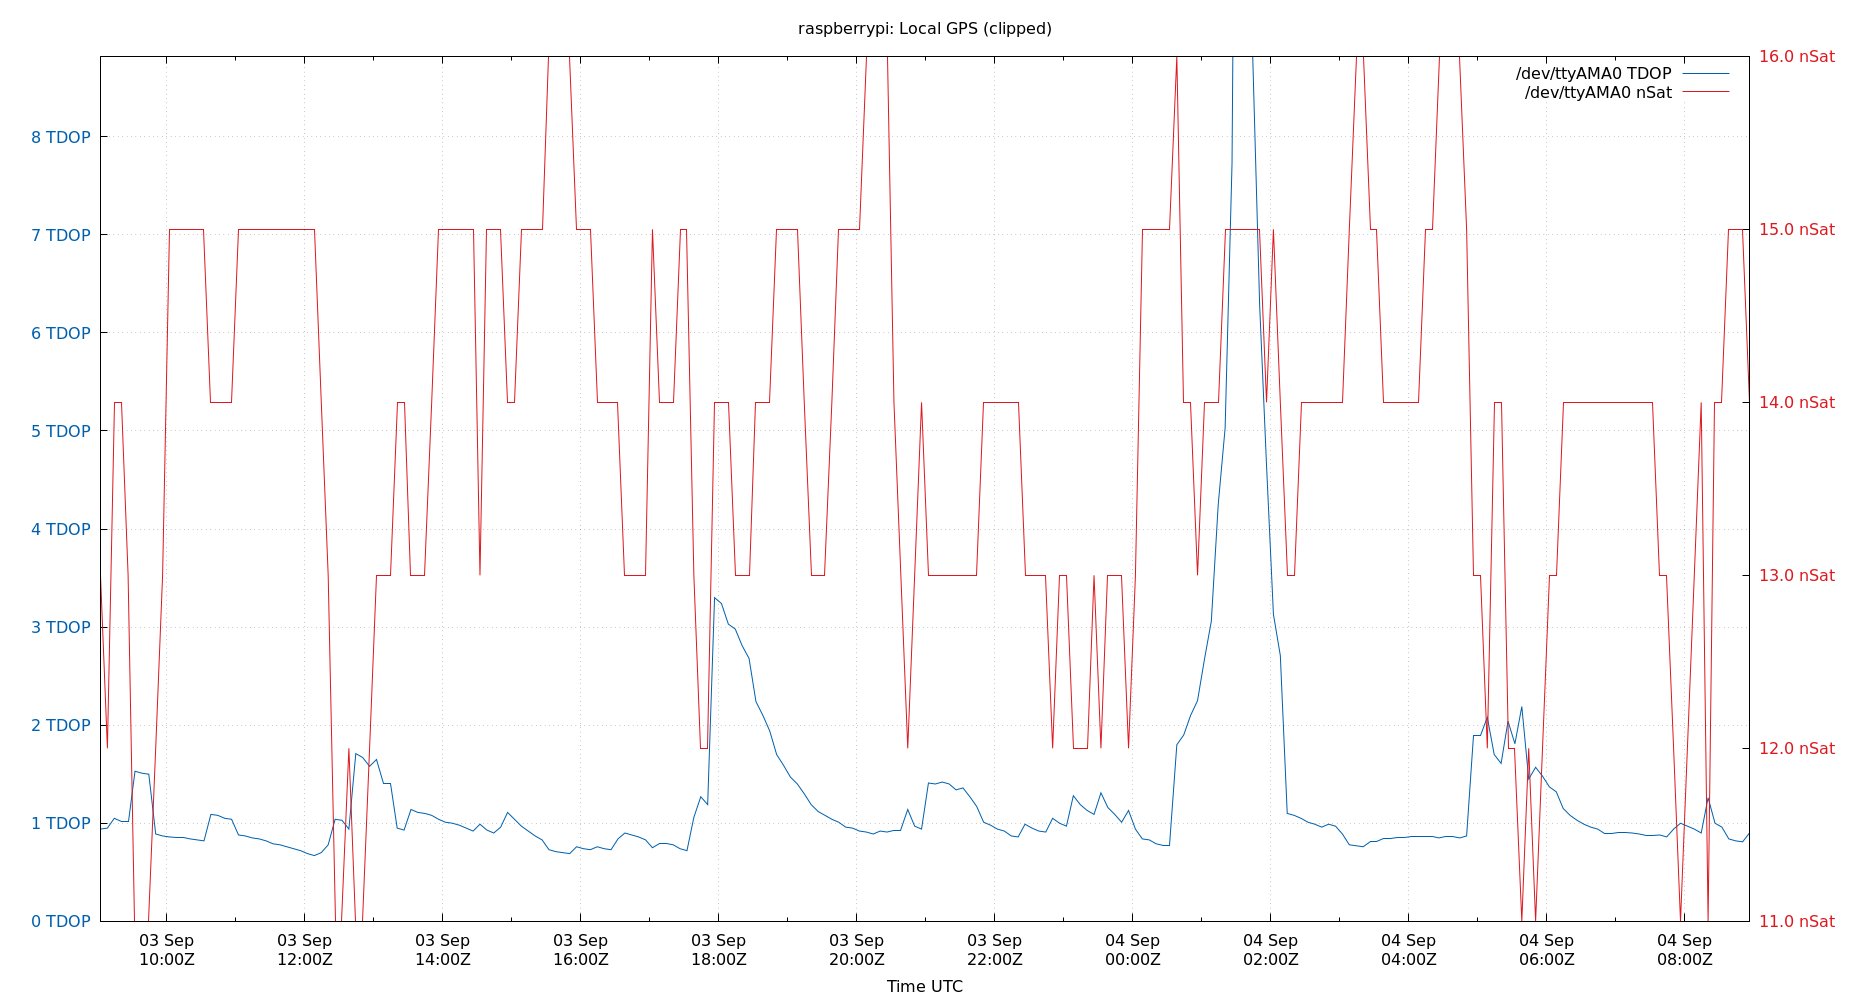 raspberrypi: Local GPS (clipped)
16.0 nSat
/dev/ttyAMA0 TDOP
/dev/ttyAMA0 nSat
8 TDOP
7 TDOP
15.0 nSat
6 TDOP
14.0 nSat
5 TDOP
4 TDOP
13.0 nSat
3 TDOP
2 TDOP
12.0 nSat
1 TDOP
0 TDOP
11.0 nSat
03 Sep 03 Sep 03 Sep 03 Sep 03 Sep 03 Sep 03 Sep 04 Sep 04 Sep 04 Sep 04 Sep 04 Sep
10:00Z 12:00Z 14:00Z 16:00Z 18:00Z 20:00Z 22:00Z 00:00Z 02:00Z 04:00Z 06:00Z 08:00Z
Time UTC